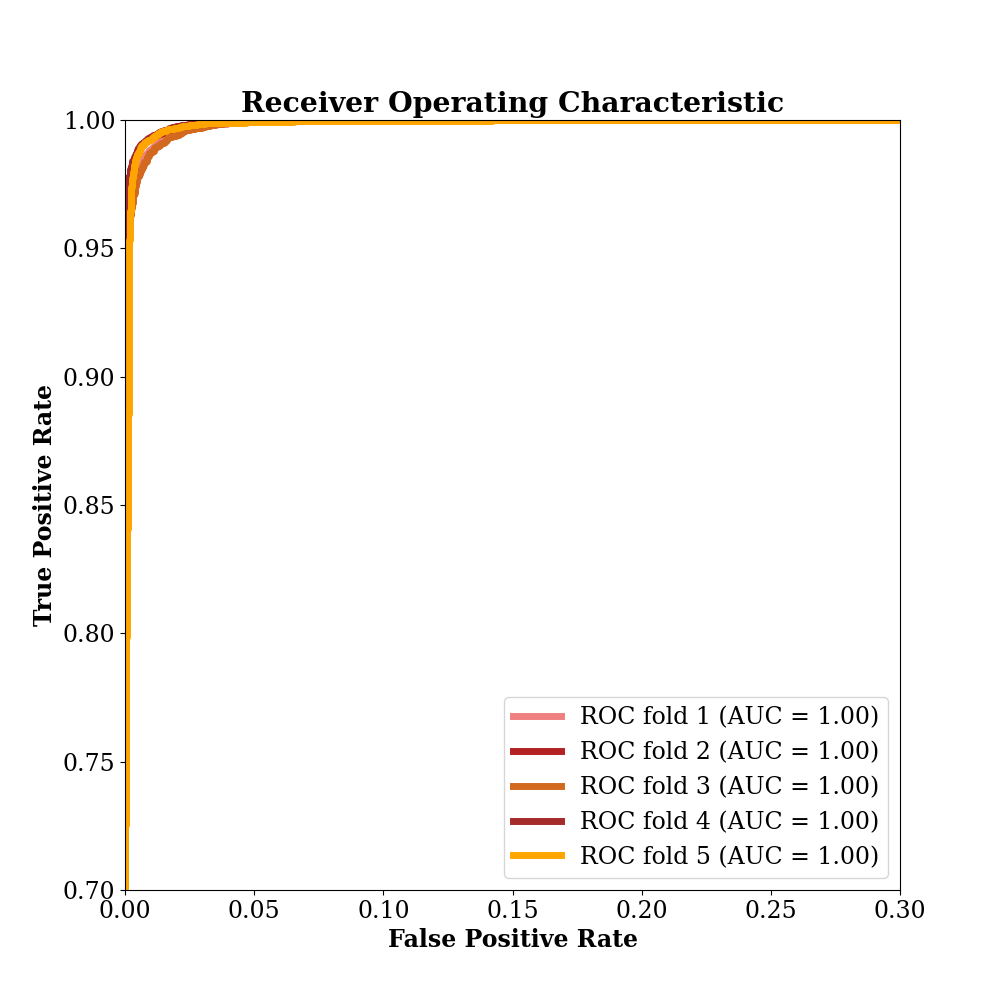 Receiver Operating Characteristic
1.00
0.95
0.90
0.85
0.80
0.75
0.70
True Positive Rate
ROC fold 1 (AUC = 1.00)
ROC fold 2 (AUC = 1.00)
ROC fold 3 (AUC = 1.00)
ROC fold 4 (AUC = 1.00)
ROC fold 5 (AUC = 1.00)
0.00 0.05 0.10 0.15 0.20 0.25 0.30
False Positive Rate